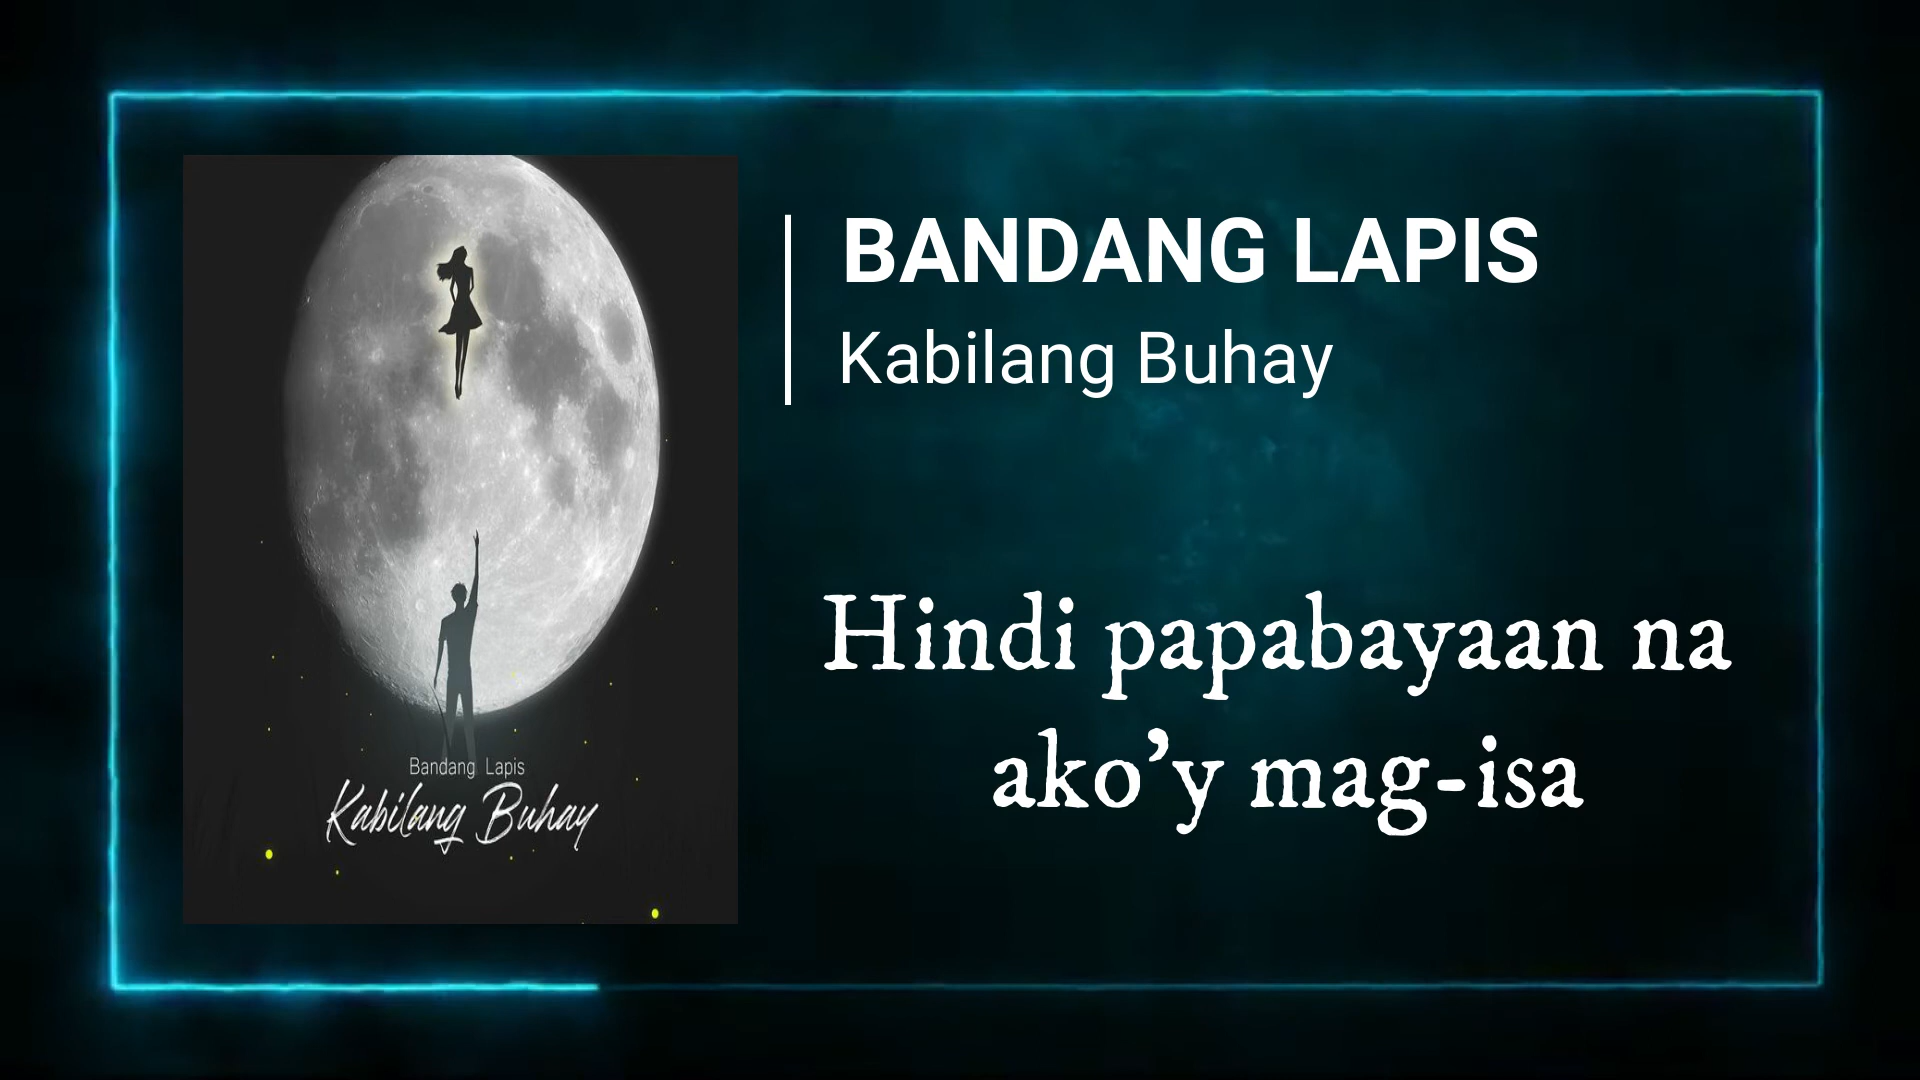 BANDANG LAPIS
Kabilang Buhay
Hindi papabayaan na
ako’y mag-isa
Bandang Lapis
Kabilang Buhay